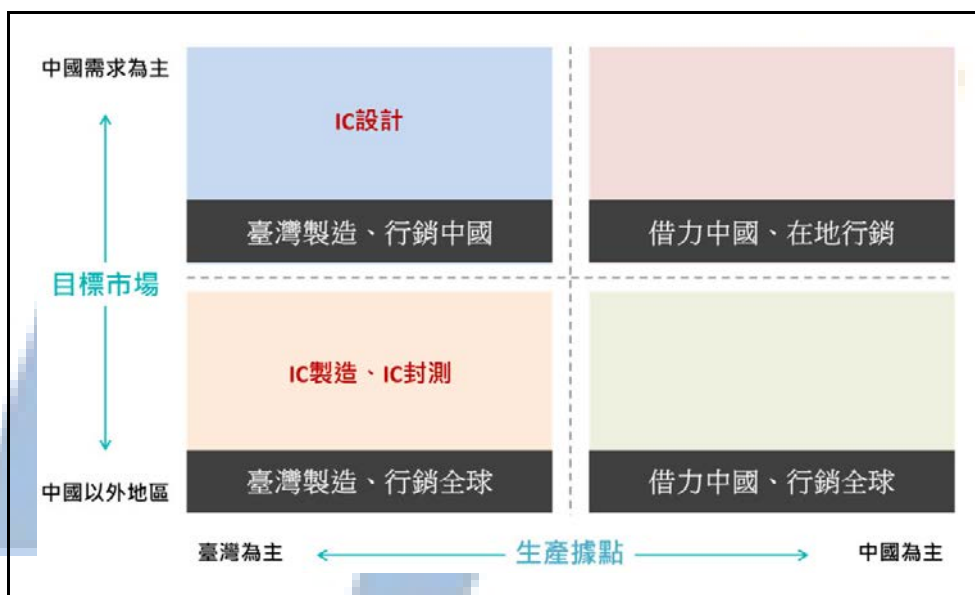 中國需求為主
IC設計
臺灣製造、行銷中國
借力中國、在地行銷
目標市場
IC製造、IC封測
臺灣製造、行銷全球
借力中國、行銷全球
中國以外地區
臺灣為主
生產據點
中國為主